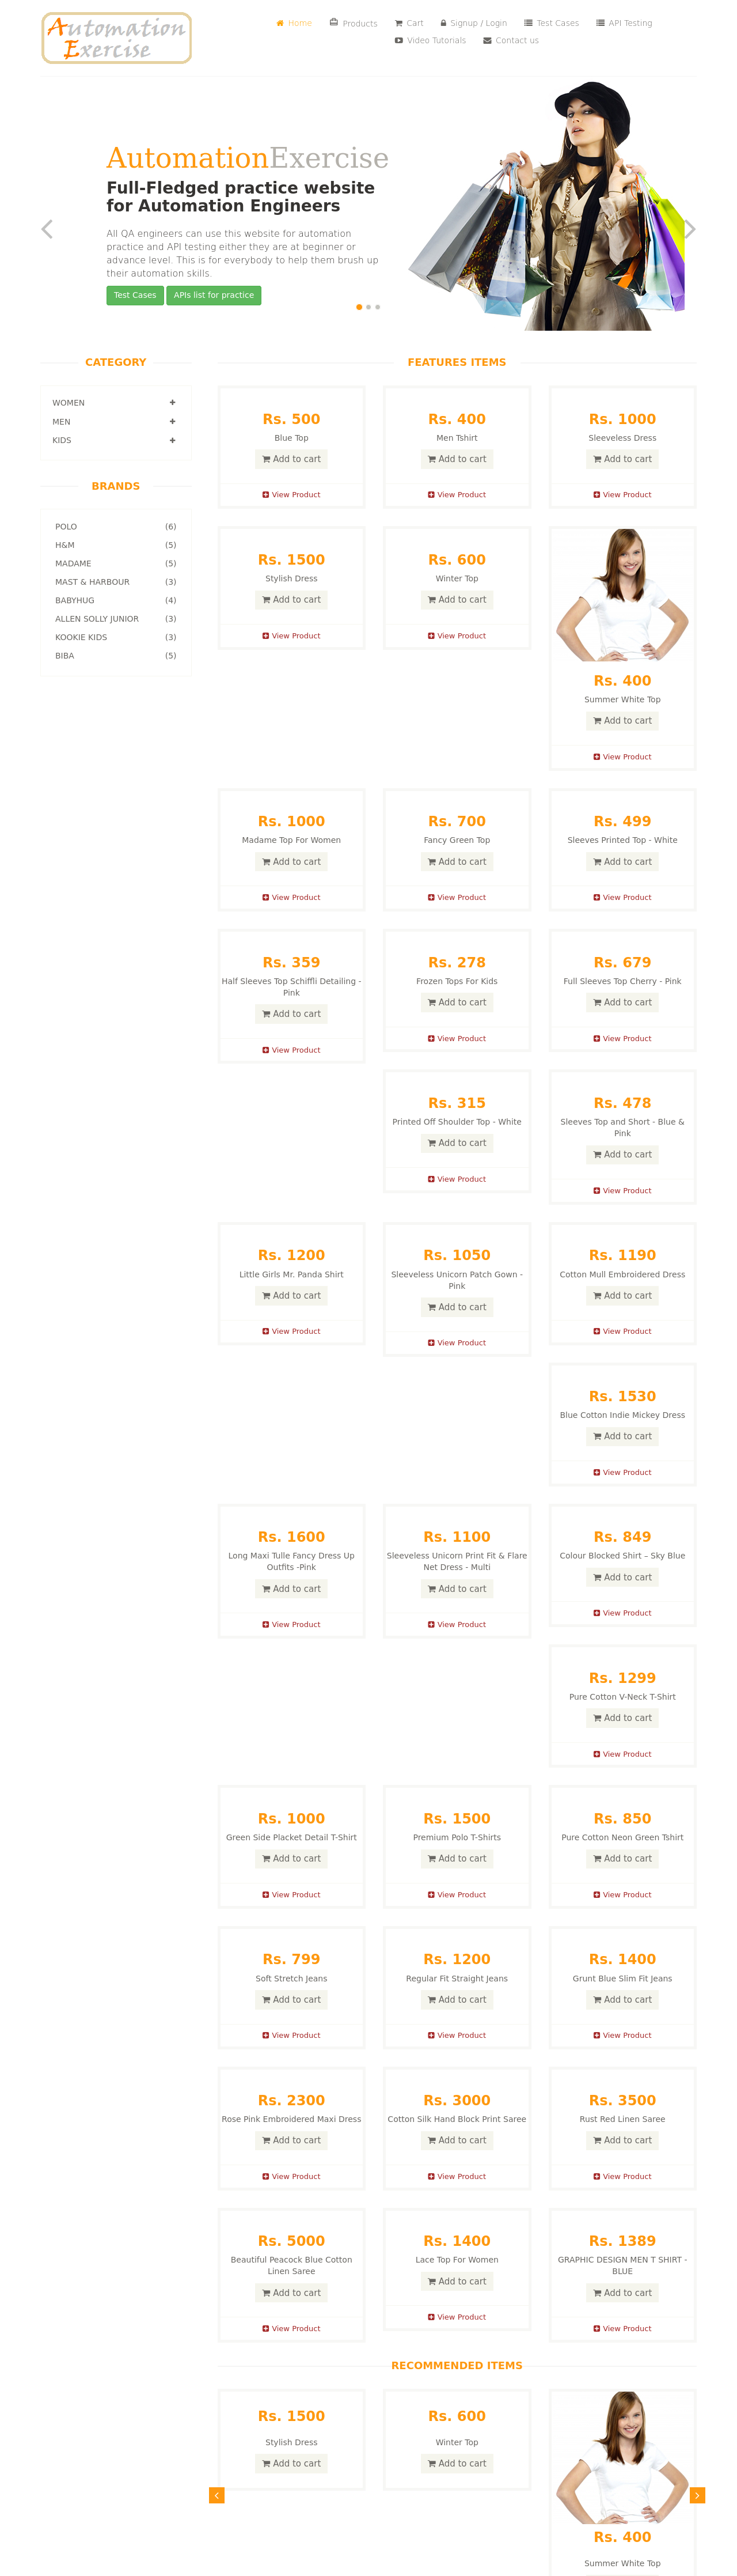 Automation
Exercise
Home
Products
Cart
Signup / Login
Test Cases
API Testing
Video Tutorials
Contact us
AutomationExercise
Full-Fledged practice website
for Automation Engineers
All QA engineers can use this website for automation
practice and API testing either they are at beginner or
advance level. This is for everybody to help them brush up
their automation skills.
Test Cases
APIs list for practice
CATEGORY
WOMEN
MEN
KIDS
BRANDS
POLO (6)
H&M (5)
MADAME (5)
MAST & HARBOUR (3)
BABYHUG (4)
ALLEN SOLLY JUNIOR (3)
KOOKIE KIDS (3)
BIBA (5)
FEATURES ITEMS
Rs. 500
Blue Top
Add to cart
View Product
Rs. 400
Men Tshirt
Add to cart
View Product
Rs. 1000
Sleeveless Dress
Add to cart
View Product
Rs. 1500
Stylish Dress
Add to cart
View Product
Rs. 600
Winter Top
Add to cart
View Product
Rs. 400
Summer White Top
Add to cart
View Product
Rs. 1000
Madame Top For Women
Add to cart
View Product
Rs. 700
Fancy Green Top
Add to cart
View Product
Rs. 499
Sleeves Printed Top - White
Add to cart
View Product
Rs. 359
Half Sleeves Top Schiffli Detailing -
Pink
Add to cart
View Product
Rs. 278
Frozen Tops For Kids
Add to cart
View Product
Rs. 679
Full Sleeves Top Cherry - Pink
Add to cart
View Product
Rs. 315
Printed Off Shoulder Top - White
Add to cart
View Product
Rs. 478
Sleeves Top and Short - Blue &
Pink
Add to cart
View Product
Rs. 1200
Little Girls Mr. Panda Shirt
Add to cart
View Product
Rs. 1050
Sleeveless Unicorn Patch Gown -
Pink
Add to cart
View Product
Rs. 1190
Cotton Mull Embroidered Dress
Add to cart
View Product
Rs. 1530
Blue Cotton Indie Mickey Dress
Add to cart
View Product
Rs. 1600
Long Maxi Tulle Fancy Dress Up
Outfits -Pink
Add to cart
View Product
Rs. 1100
Sleeveless Unicorn Print Fit & Flare
Net Dress - Multi
Add to cart
View Product
Rs. 849
Colour Blocked Shirt – Sky Blue
Add to cart
View Product
Rs. 1299
Pure Cotton V-Neck T-Shirt
Add to cart
View Product
Rs. 1000
Green Side Placket Detail T-Shirt
Add to cart
View Product
Rs. 1500
Premium Polo T-Shirts
Add to cart
View Product
Rs. 850
Pure Cotton Neon Green Tshirt
Add to cart
View Product
Rs. 799
Soft Stretch Jeans
Add to cart
View Product
Rs. 1200
Regular Fit Straight Jeans
Add to cart
View Product
Rs. 1400
Grunt Blue Slim Fit Jeans
Add to cart
View Product
Rs. 2300
Rose Pink Embroidered Maxi Dress
Add to cart
View Product
Rs. 3000
Cotton Silk Hand Block Print Saree
Add to cart
View Product
Rs. 3500
Rust Red Linen Saree
Add to cart
View Product
Rs. 5000
Beautiful Peacock Blue Cotton
Linen Saree
Add to cart
View Product
Rs. 1400
Lace Top For Women
Add to cart
View Product
Rs. 1389
GRAPHIC DESIGN MEN T SHIRT -
BLUE
Add to cart
View Product
RECOMMENDED ITEMS
Rs. 1500
Stylish Dress
Add to cart
Rs. 600
Winter Top
Add to cart
Rs. 400
Summer White Top